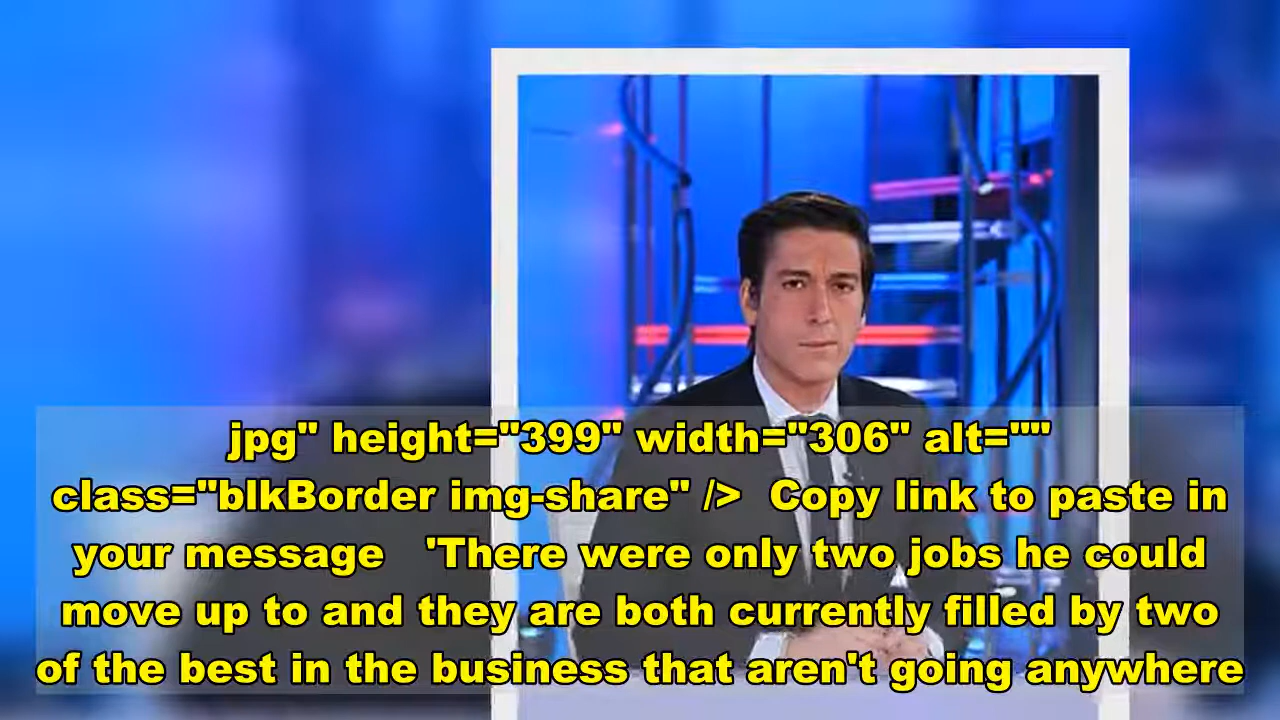 jpg" height="399" width="306" alt=""
class="blkBorder img-share" /> Copy link to paste in
your message 'There were only two jobs he could
move up to and they are both currently filled by two
of the best in the business that aren't going anywhere